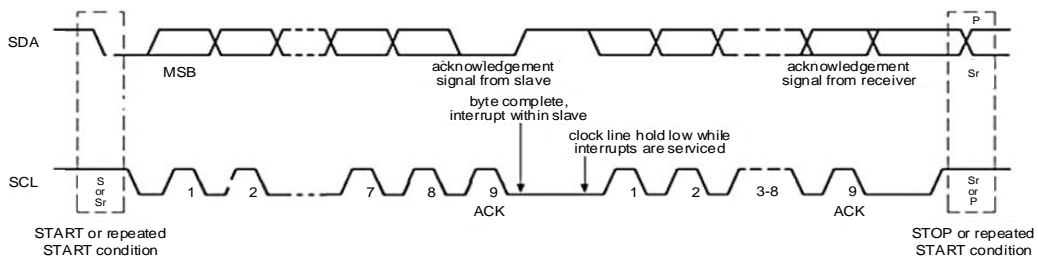 P
SDA
MSB
acknowledgement
signal from slave
acknowledgement
signal from receiver
Sr
byte complete,
interrupt within slave
clock line hold low while
interrupts are serviced
SCL
S
or
Sr
1
2
7
8
9
1
2
3-8
9
Sr
or
P
ACK
ACK
START or repeated
START condition
STOP or repeated
START condition